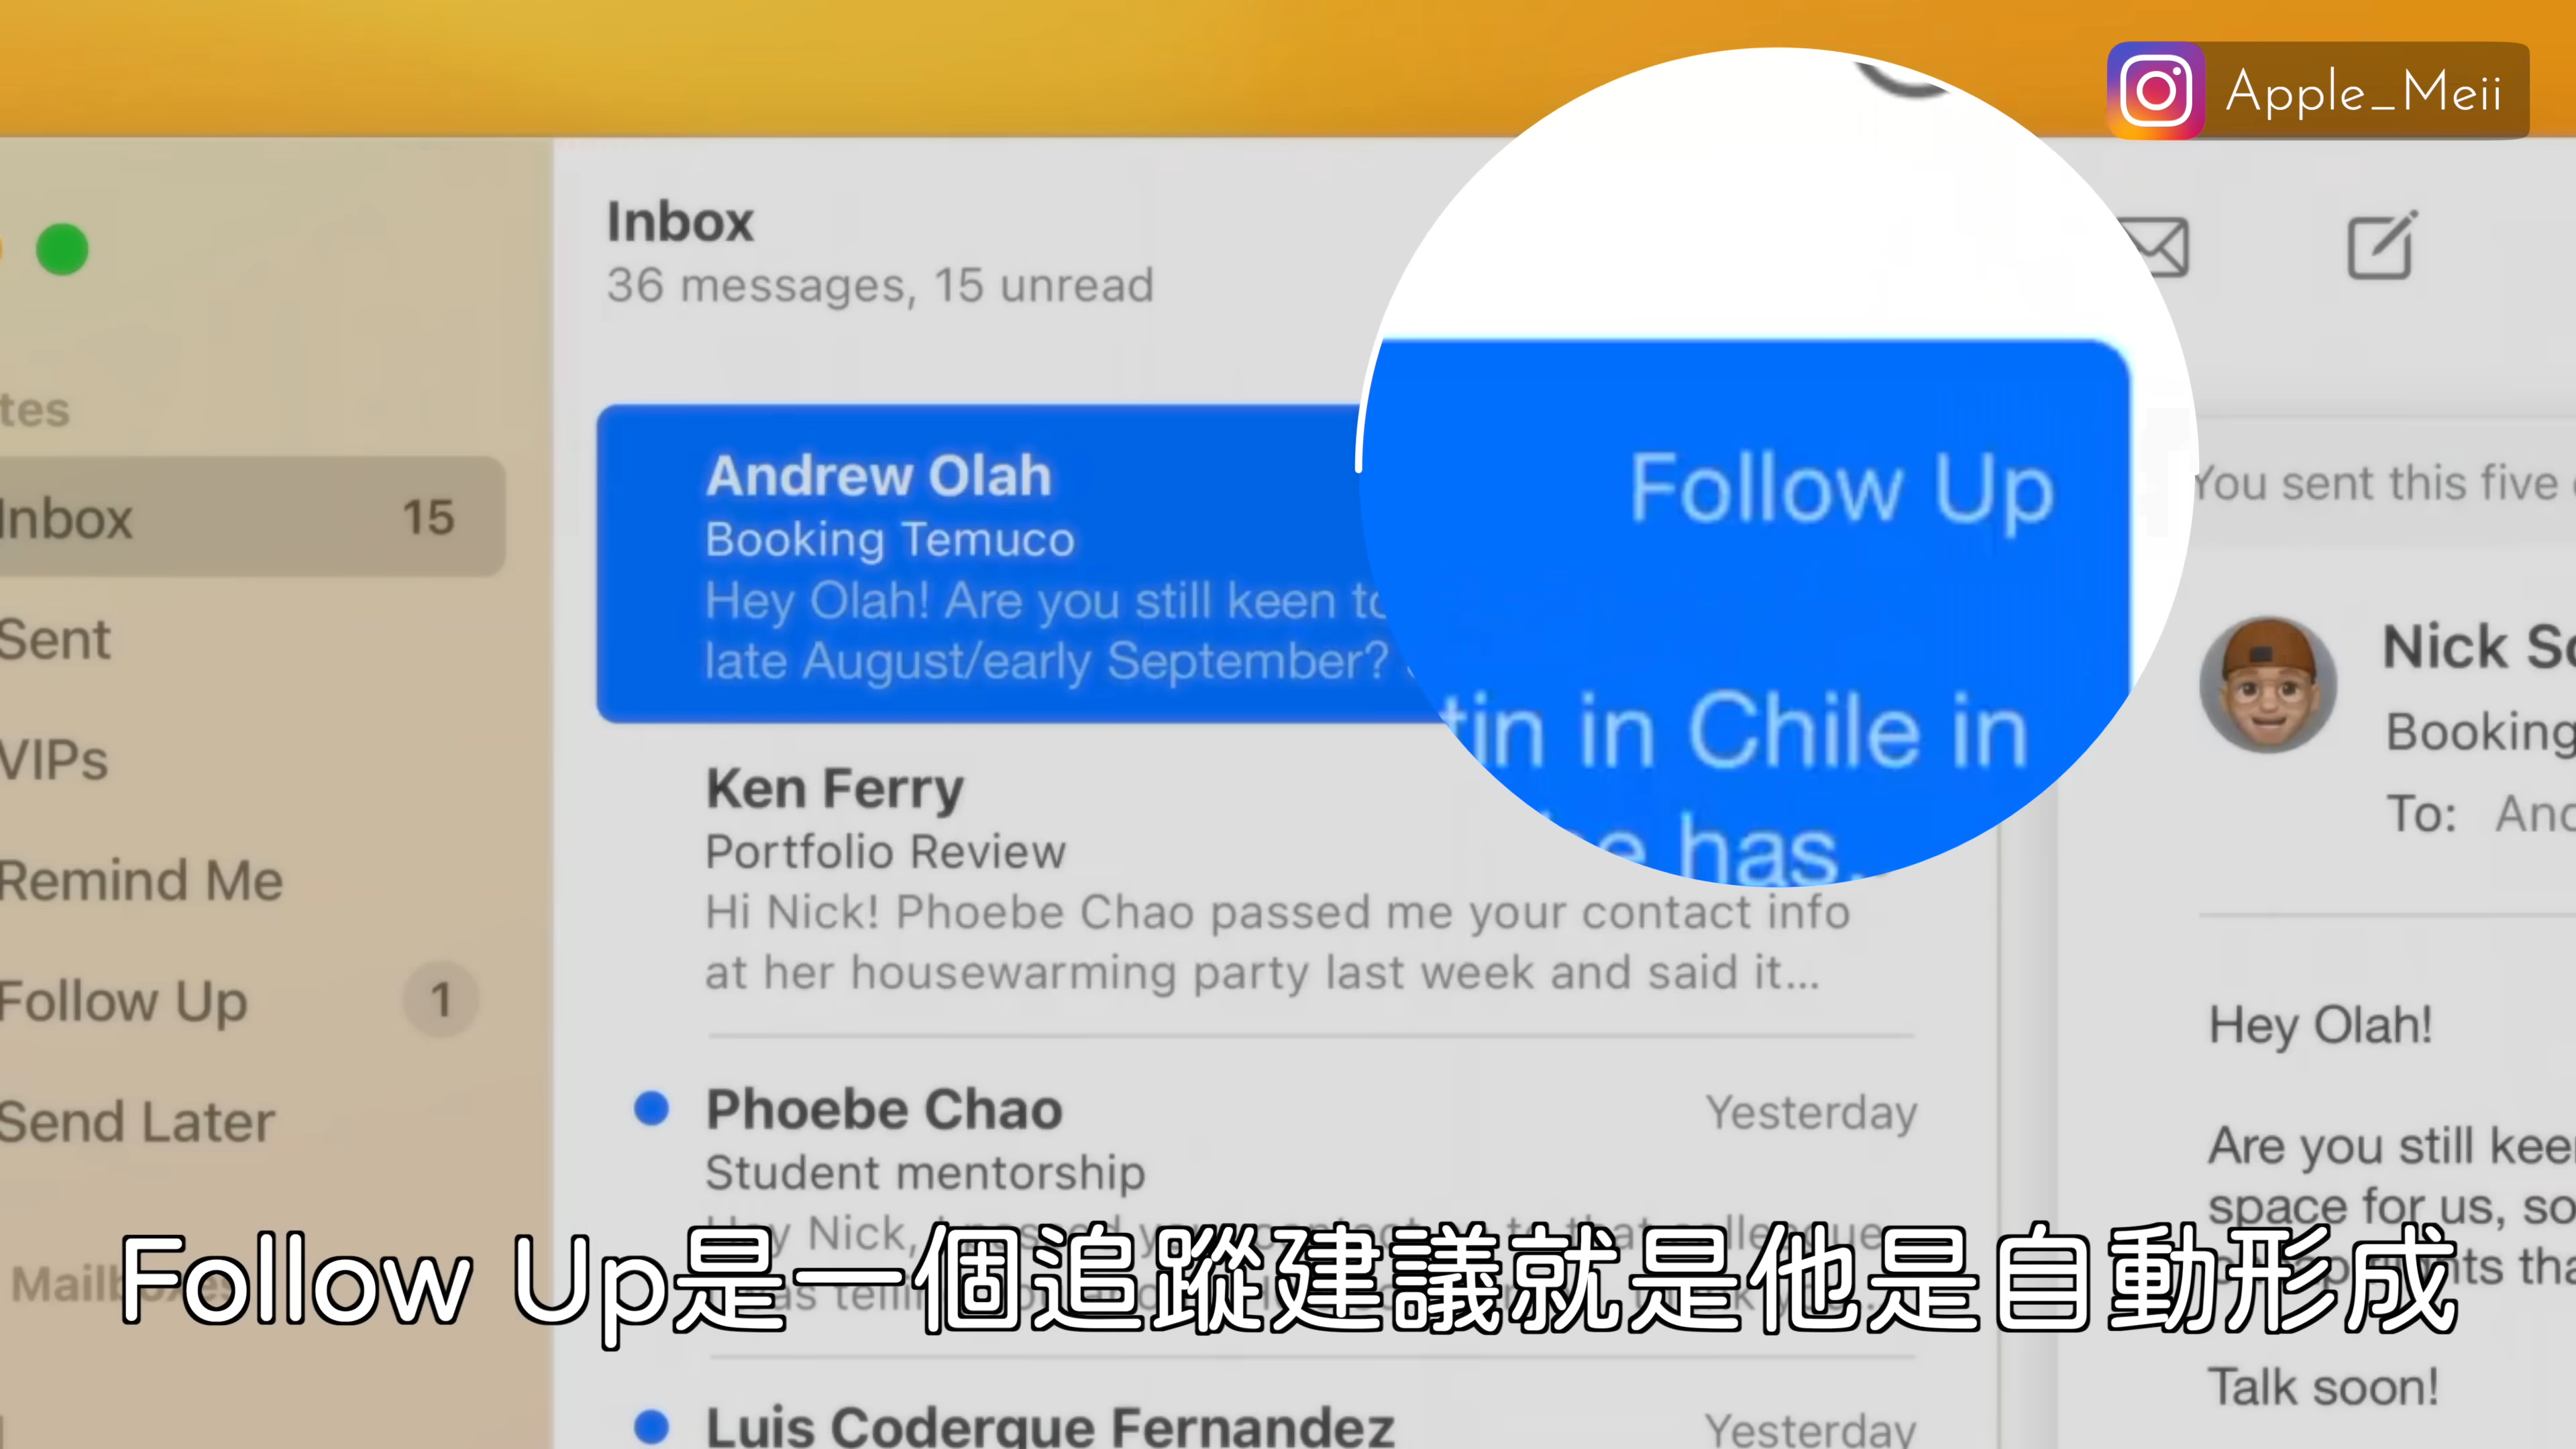 Apple_Meii
Inbox
36 messages, 15 unread
tes
Inbox 15
Sent
VIPs
Remind Me
Follow Up 1
Send Later
Andrew Olah
Booking Temuco
Hey Olah! Are you still keen to
late August/early September?
Follow Up
tin in Chile in
has.
Ken Ferry
Portfolio Review
Hi Nick! Phoebe Chao passed me your contact info
at her housewarming party last week and said it...
Phoebe Chao Yesterday
Student mentorship
Luis Coderque Fernandez Yesterday
You sent this five
Nick
Booking
To:
Hey Olah!
Are you still
space for us, so
Talk soon!
Follow Up是一個追蹤建議就是他是自動形成